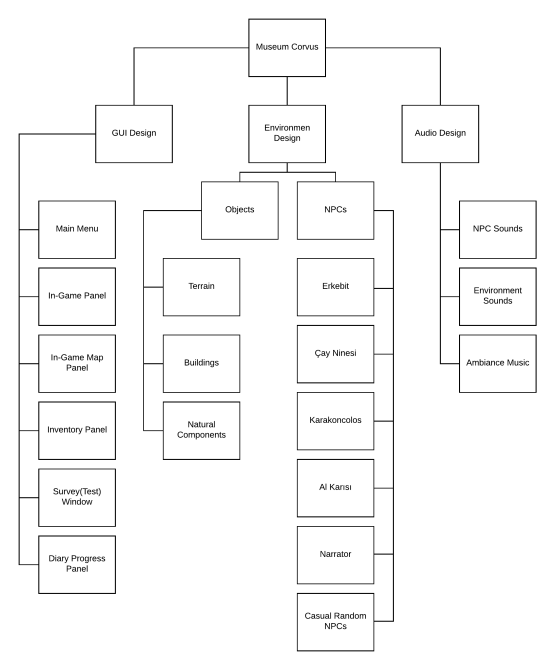 Museum Corvus
GUI Design
Environmen
Design
Audio Design
Objects
NPCs
Main Menu
NPC Sounds
Terrain
Erkebit
In-Game Panel
Environment
Sounds
In-Game Map
Panel
Buildings
Çay Ninesi
Ambiance Music
Inventory Panel
Natural
Components
Karakoncolos
Survey(Test)
Window
Al Karısı
Diary Progress
Panel
Narrator
Casual Random
NPCs